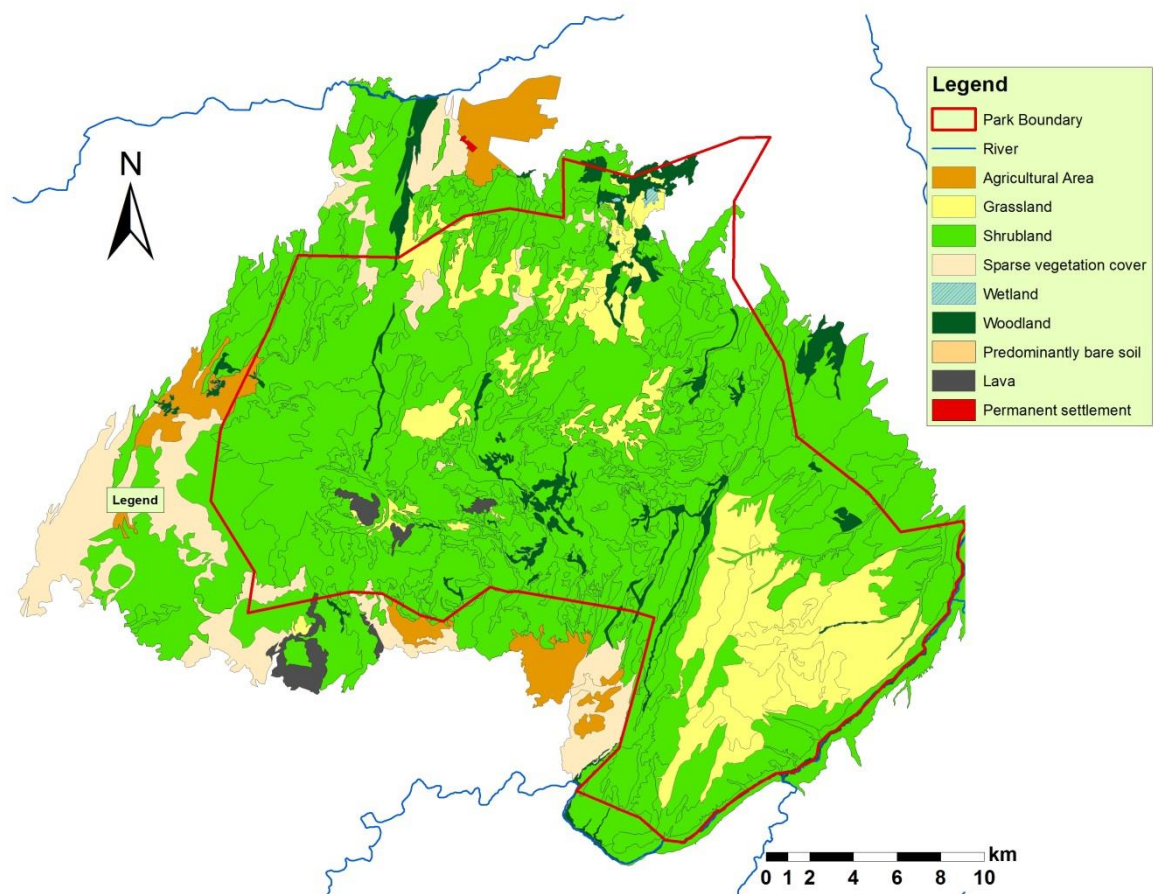 Legend
Park Boundary
River
Agricultural Area
Grassland
Shrubland
Sparse vegetation cover
Wetland
Woodland
Predominantly bare soil
Lava
Permanent settlement
N
Legend
km
0 1 2 4 6 8 10